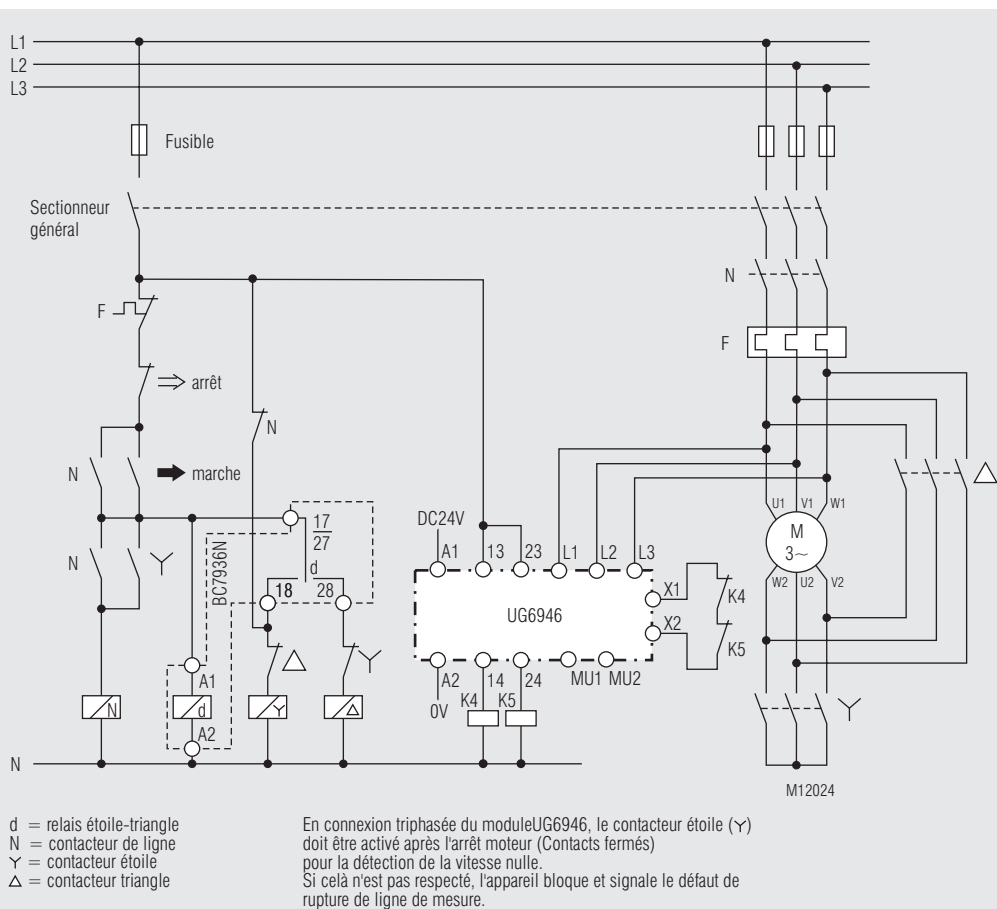 L1
L2
L3
Fusible
Sectionneur
général
N
F
F
arrêt
N
N
marche
U1 V1 W1
17
27
DC24V
M
3~
A1 13 23 L1 L2 L3
N
BC7936N
d
X1
K4
W2 U2 V2
18 28
UG6946
X2
K5
A1
A2 14 24 MU1 MU2
N d Y Δ
0V K4 K5
A2
N
M12024
d = relais étoile-triangle
N = contacteur de ligne
Y = contacteur étoile
Δ = contacteur triangle
En connexion triphasée du moduleUG6946, le contacteur étoile (Y)
doit être activé après l'arrêt moteur (Contacts fermés)
pour la détection de la vitesse nulle.
Si celà n'est pas respecté, l'appareil bloque et signale le défaut de
rupture de ligne de mesure.